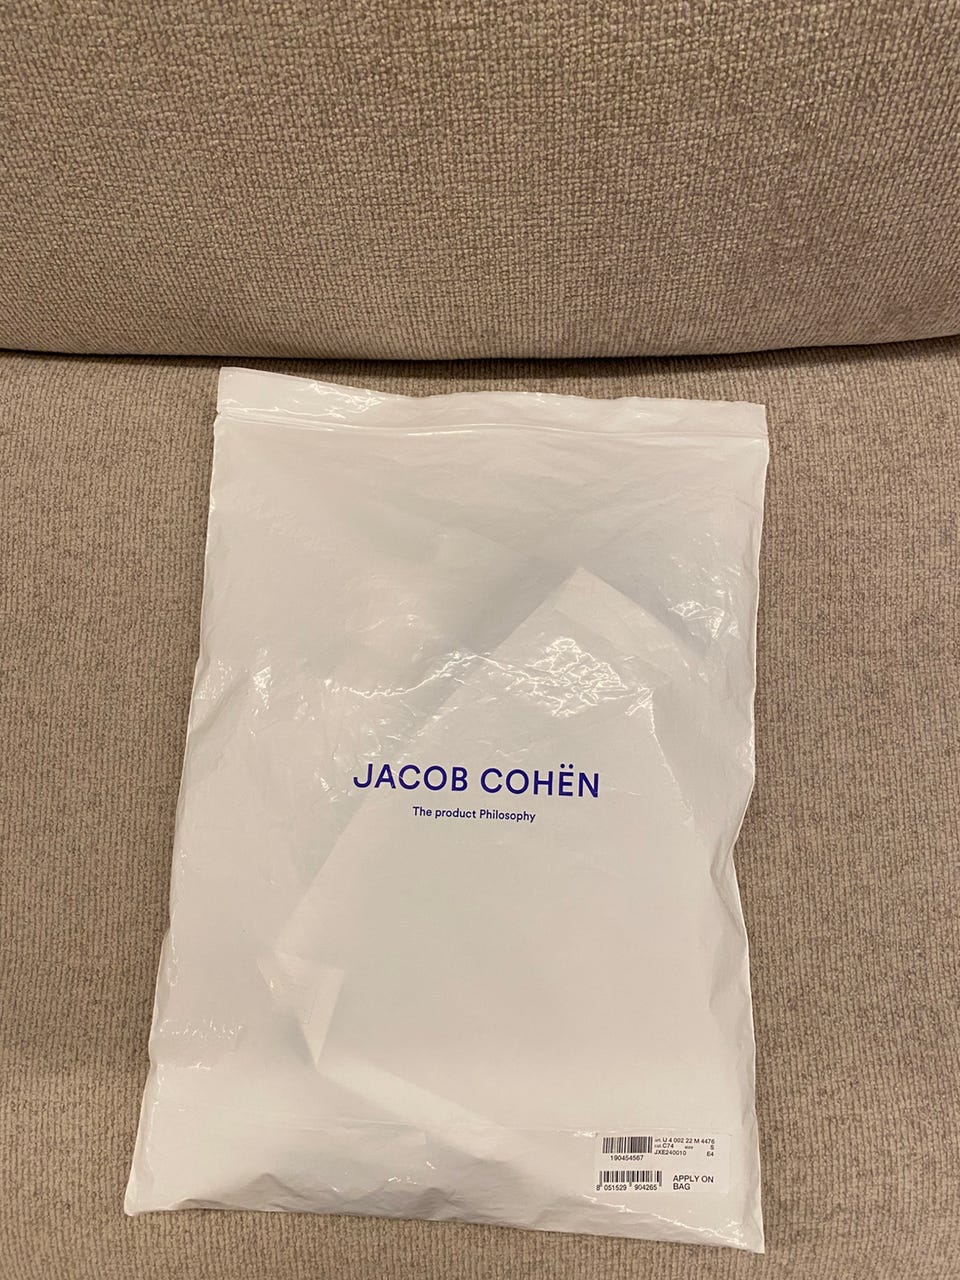 JACOB COHËN
The product Philosophy
art. U 4 002 22 M 4476
col. C74 size S
JXE240010 E4
190454567
8 051529 904265
APPLY ON
BAG